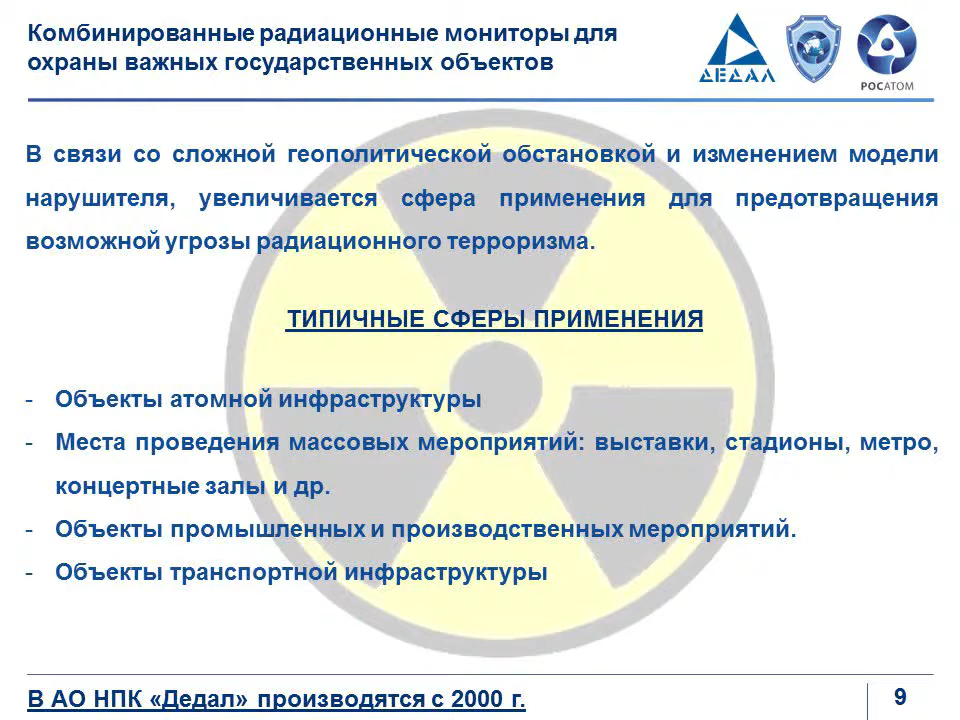 Комбинированные радиационные мониторы для
охраны важных государственных объектов
ДЕДАЛ
РОСАТОМ
В связи со сложной геополитической обстановкой и изменением модели
нарушителя, увеличивается сфера применения для предотвращения
возможной угрозы радиационного терроризма.
ТИПИЧНЫЕ СФЕРЫ ПРИМЕНЕНИЯ
- Объекты атомной инфраструктуры
- Места проведения массовых мероприятий: выставки, стадионы, метро,
концертные залы и др.
- Объекты промышленных и производственных мероприятий.
- Объекты транспортной инфраструктуры
В АО НПК «Дедал» производятся с 2000 г.
9